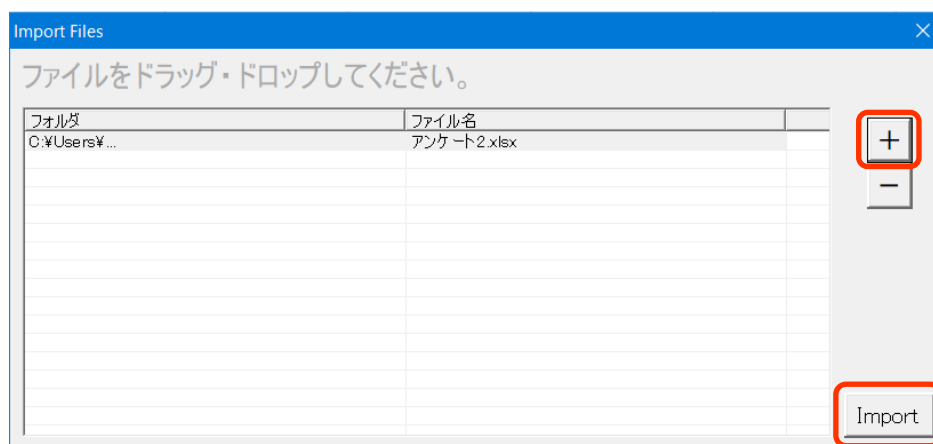 Import Files
ファイルをドラッグ・ドロップしてください。
フォルダ ファイル名
C:¥Users¥... アンケート2.xlsx
+
−
Import